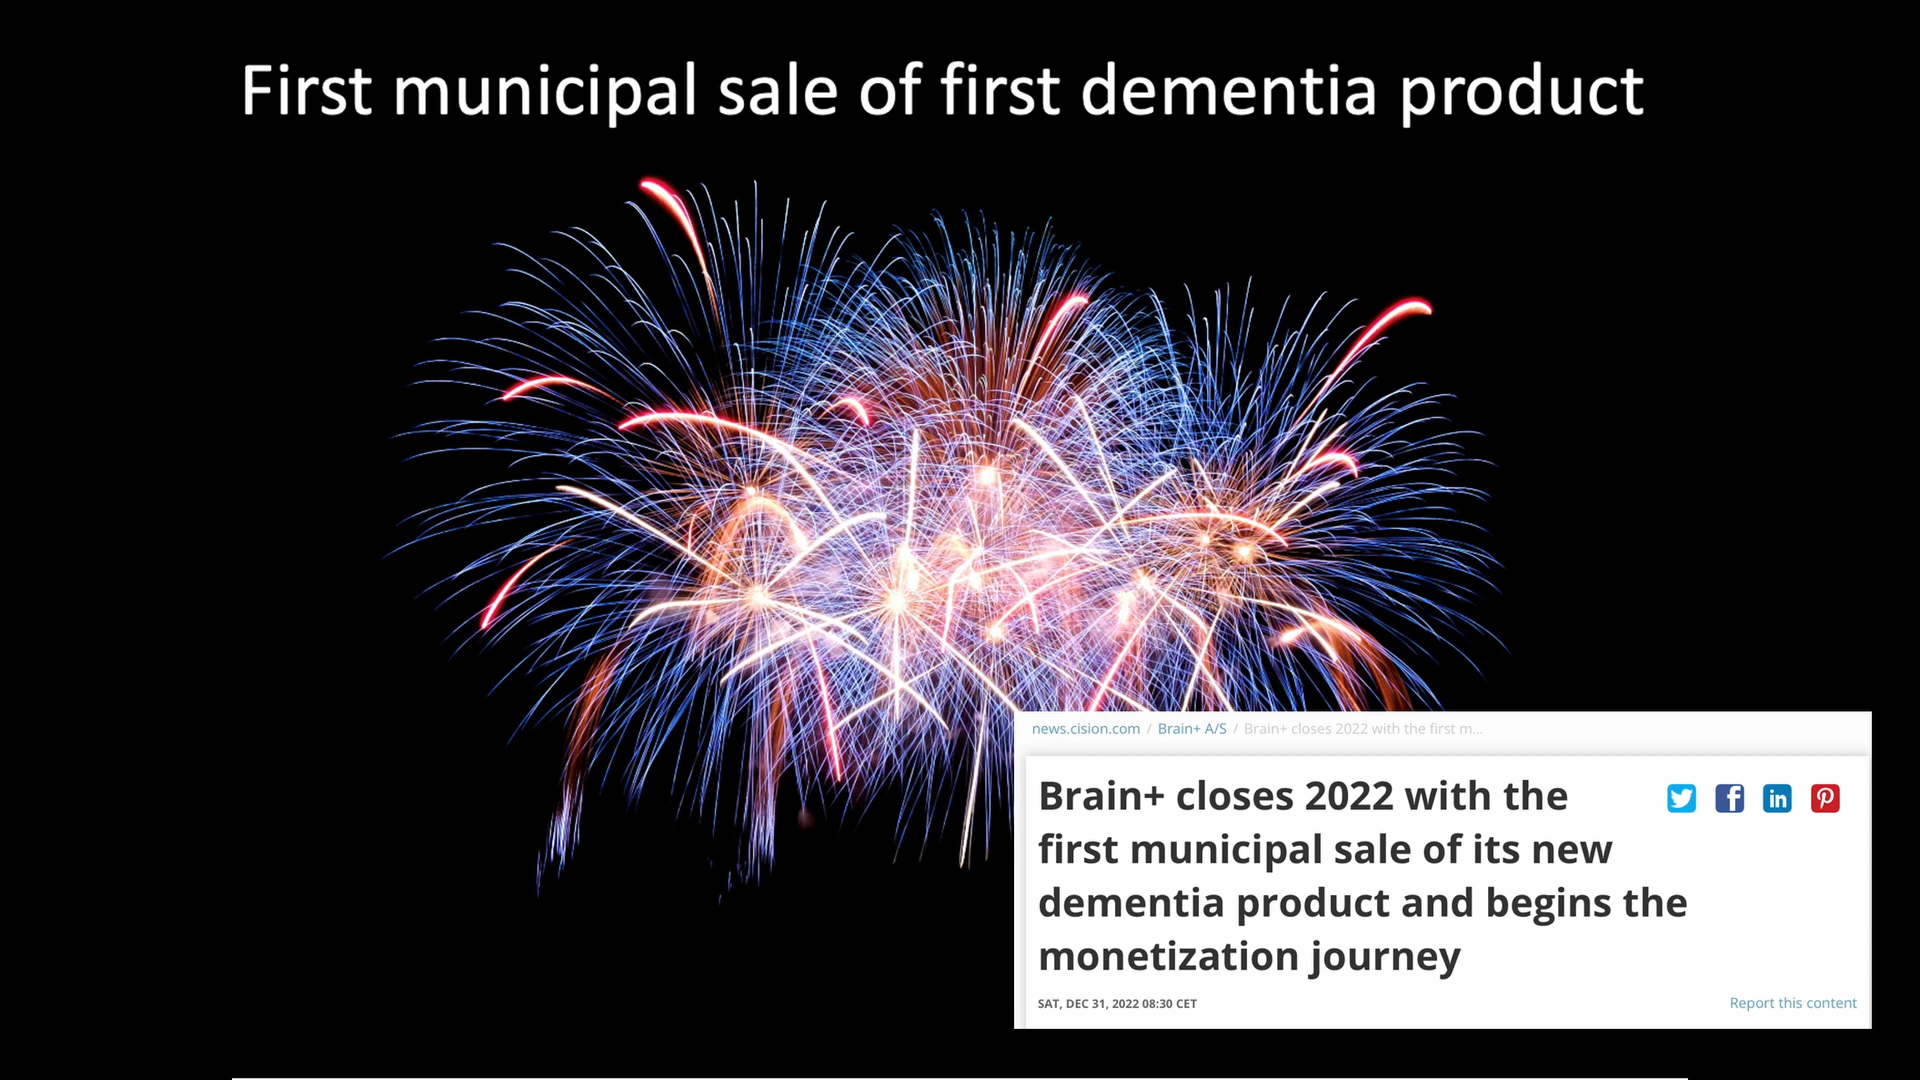 First municipal sale of first dementia product
news.cision.com / Brain+ A/S / Brain+ closes 2022 with the first m...
Brain+ closes 2022 with the
first municipal sale of its new
dementia product and begins the
monetization journey
SAT, DEC 31, 2022 08:30 CET
Report this content